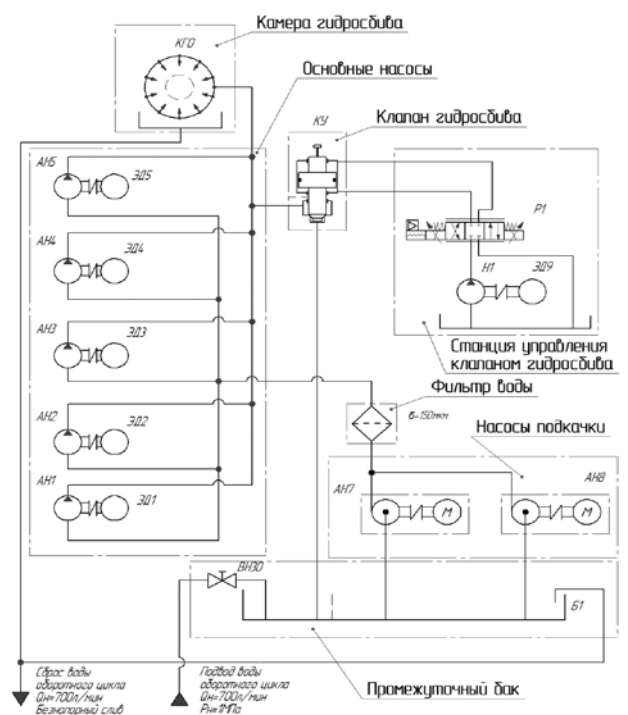 Камера гидросбива
КГО
Основные насосы
КУ
Клапан гидросбива
АН5
ЭД5
Р1
АН4
ЭД4
Н1
ЭД9
АН3
ЭД3
Станция управления
клапаном гидросбива
Фильтр воды
б=150мкн
АН2
ЭД2
Насосы подкачки
АН7
АН8
М
М
АН1
ЭД1
ВН30
Б1
Сброс воды
оборотного цикла
Qн=700л/мин
Безнапорный слив
Подвод воды
оборотного цикла
Qн=700л/мин
Рн=1МПа
Промежуточный бак